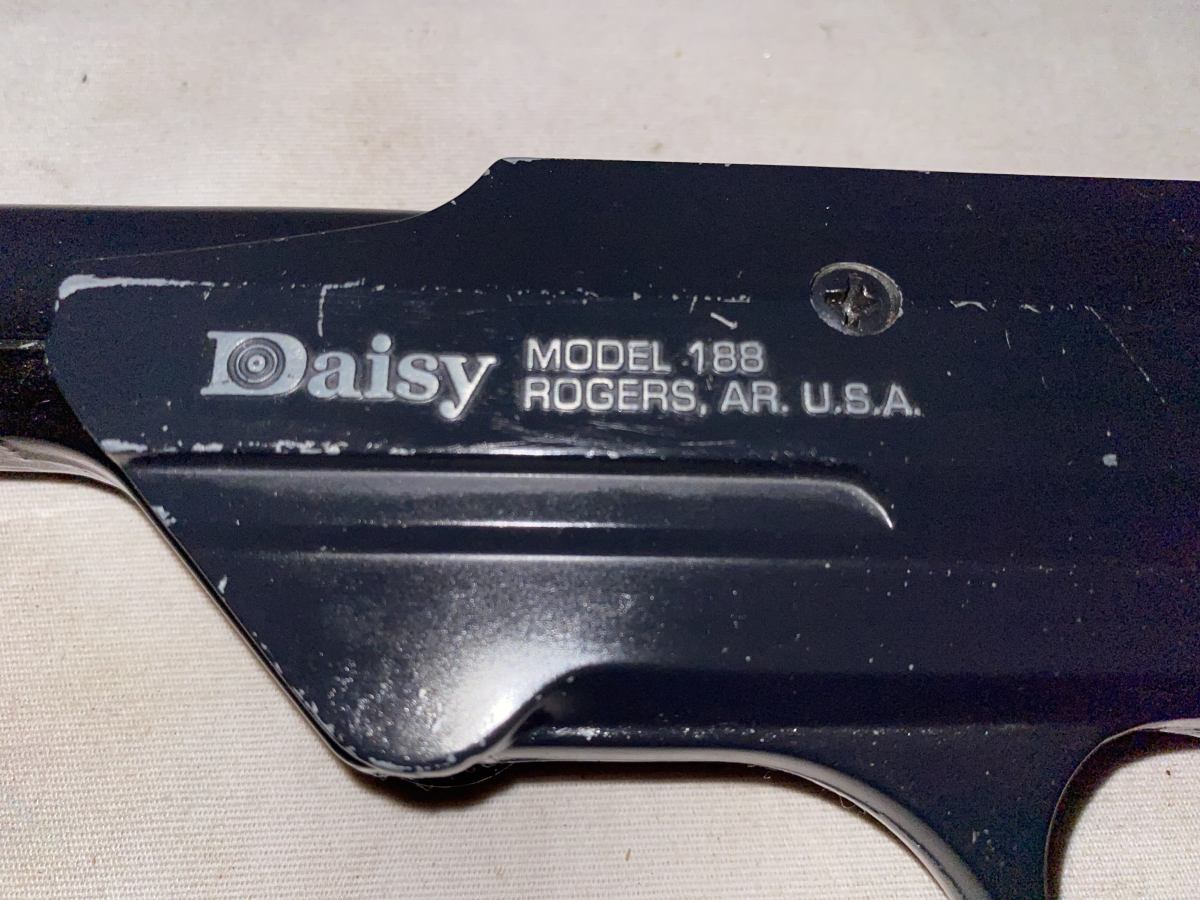 Daisy
MODEL 188
ROGERS, AR. U.S.A.